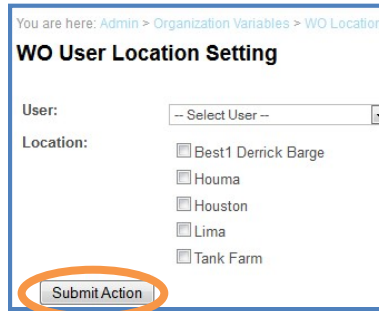 You are here: Admin > Organization Variables > WO Location
WO User Location Setting
User: -- Select User --
Location: Best1 Derrick Barge
Houma
Houston
Lima
Tank Farm
Submit Action